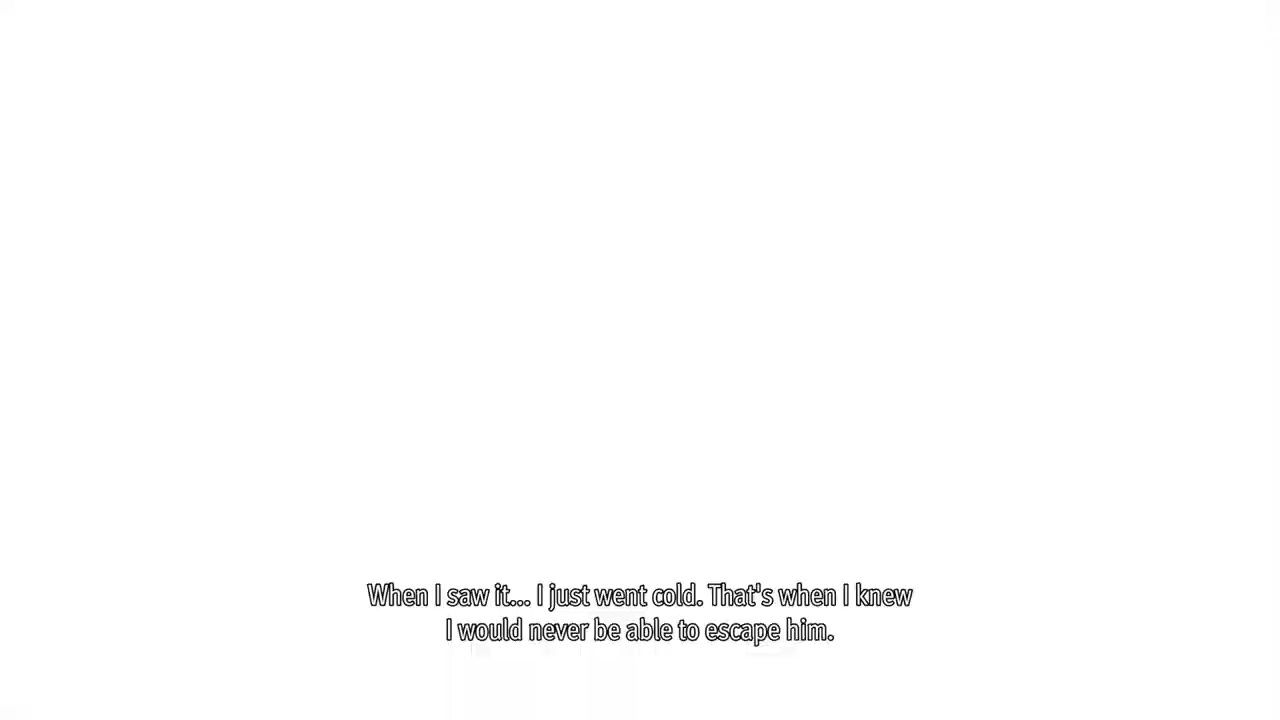 When I saw it... I just went cold. That's when I knew
I would never be able to escape him.